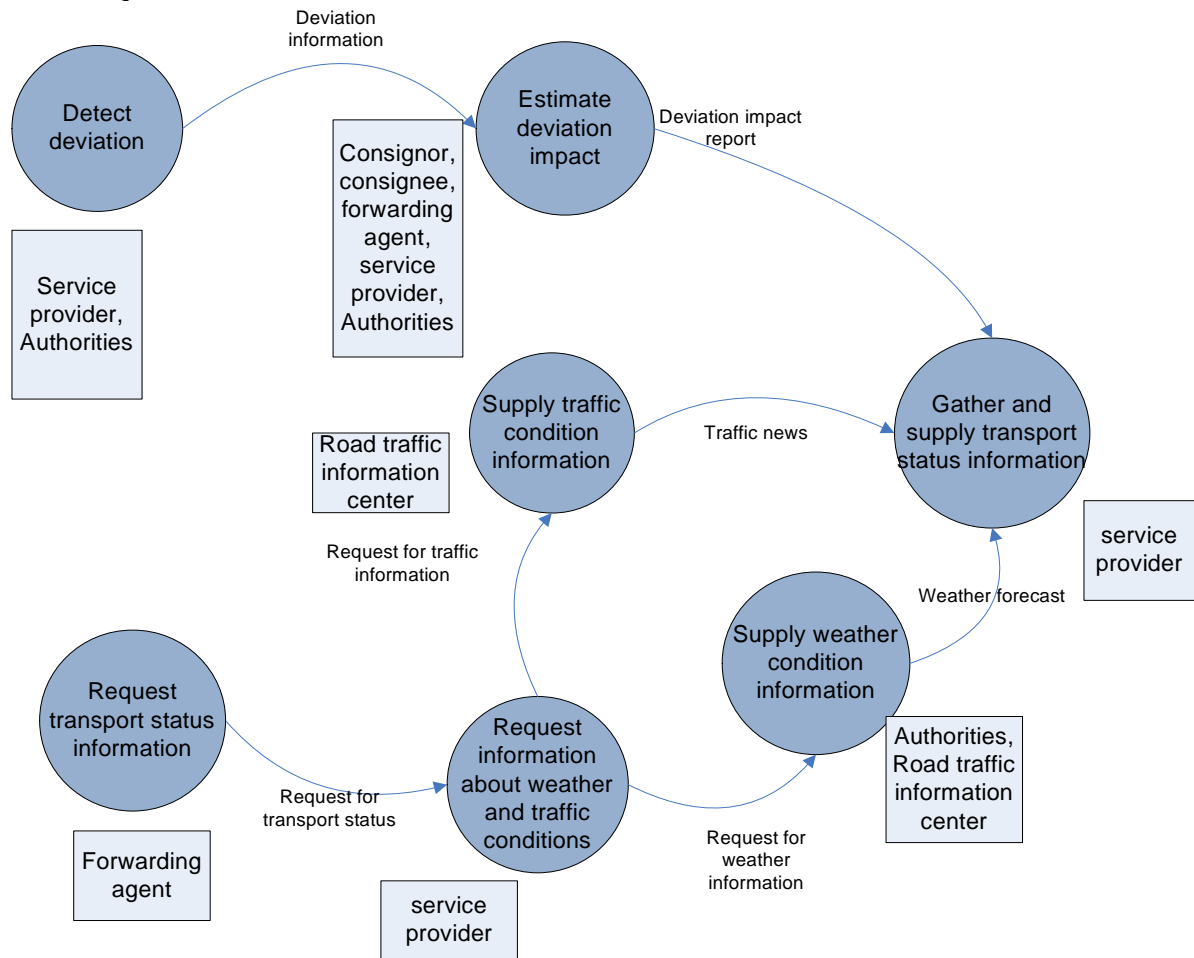 Deviation
information
Detect
deviation
Estimate
deviation
impact
Deviation impact
report
Consignor,
consignee,
forwarding
agent,
service
provider,
Authorities
Service
provider,
Authorities
Supply traffic
condition
information
Traffic news
Gather and
supply transport
status information
Road traffic
information
center
Request for traffic
information
service
provider
Weather forecast
Supply weather
condition
information
Request
transport status
information
Request
information
about weather
and traffic
conditions
Authorities,
Road traffic
information
center
Request for
transport status
Request for
weather
information
Forwarding
agent
service
provider